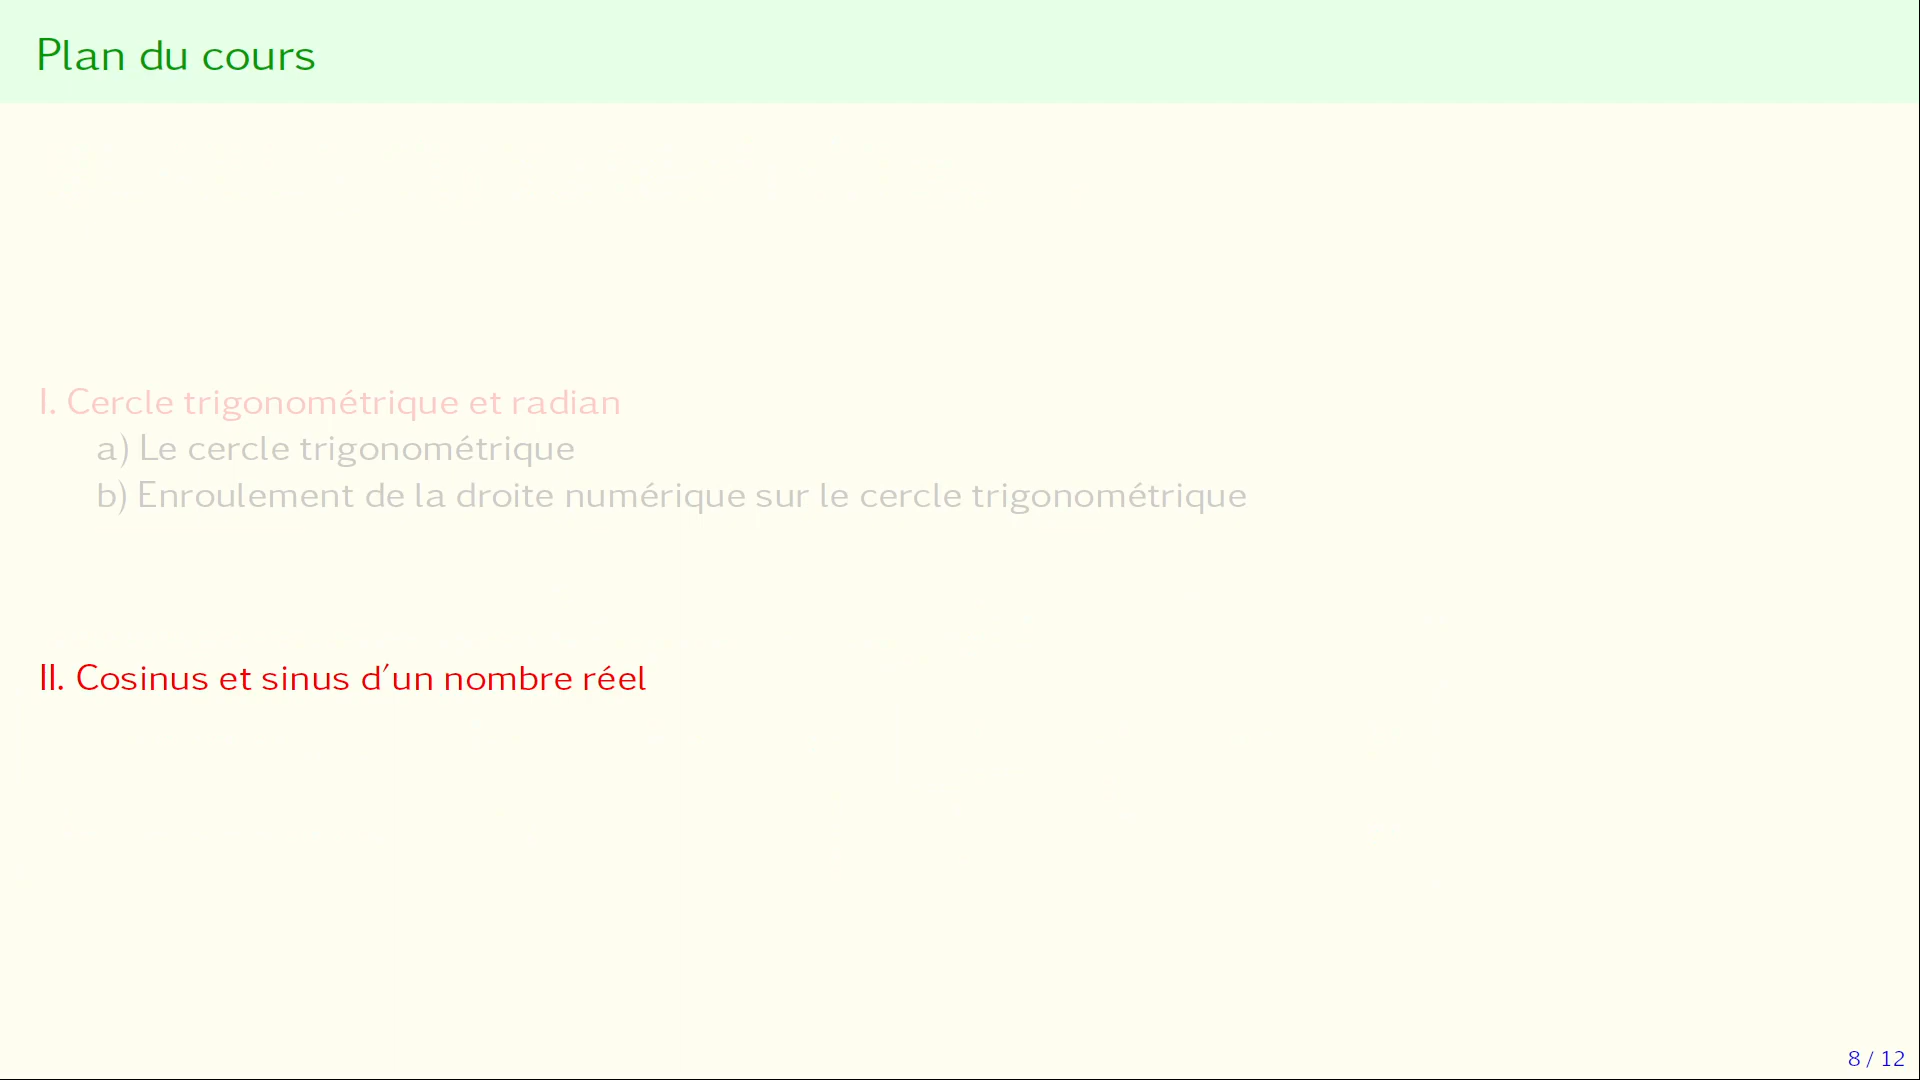 Plan du cours
I. Cercle trigonométrique et radian
a) Le cercle trigonométrique
b) Enroulement de la droite numérique sur le cercle trigonométrique
II. Cosinus et sinus d′un nombre réel
8 / 12